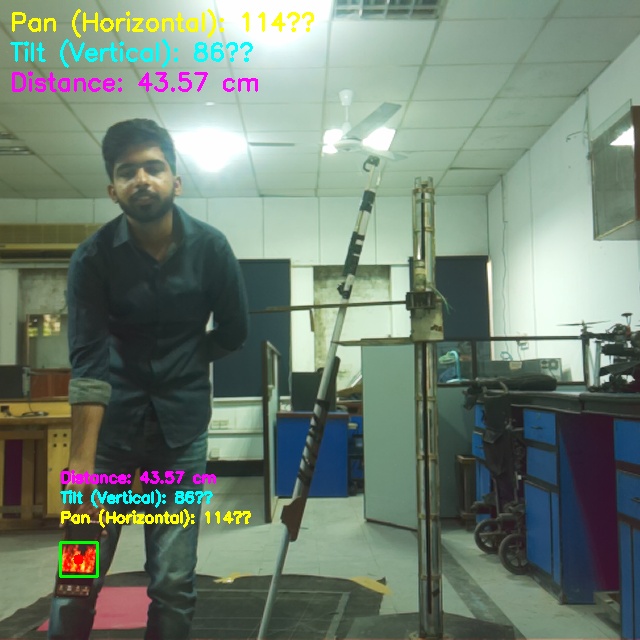 Pan (Horizontal): 114??
Tilt (Vertical): 86??
Distance: 43.57 cm
Distance: 43.57 cm
Tilt (Vertical): 86??
Pan (Horizontal): 114??